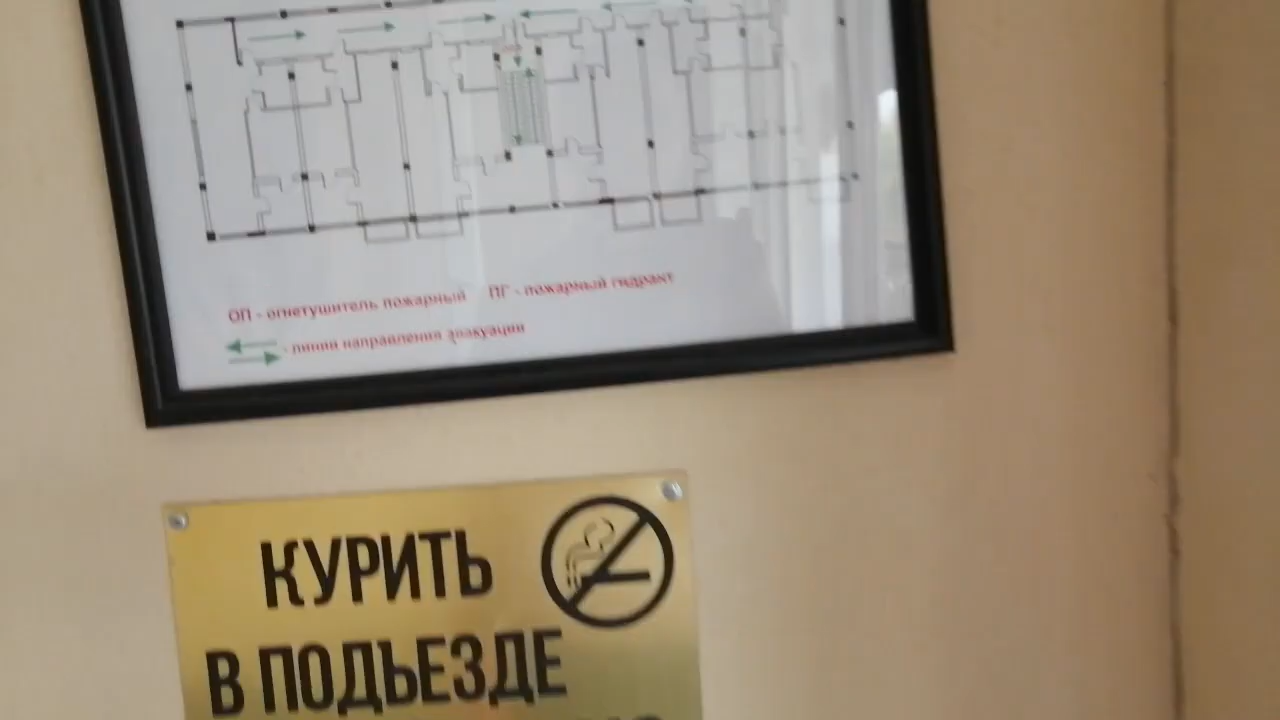 ОП - огнетушитель пожарный ПГ - пожарный гидрант
- линии направления эвакуации
КУРИТЬ
В ПОДЪЕЗДЕ